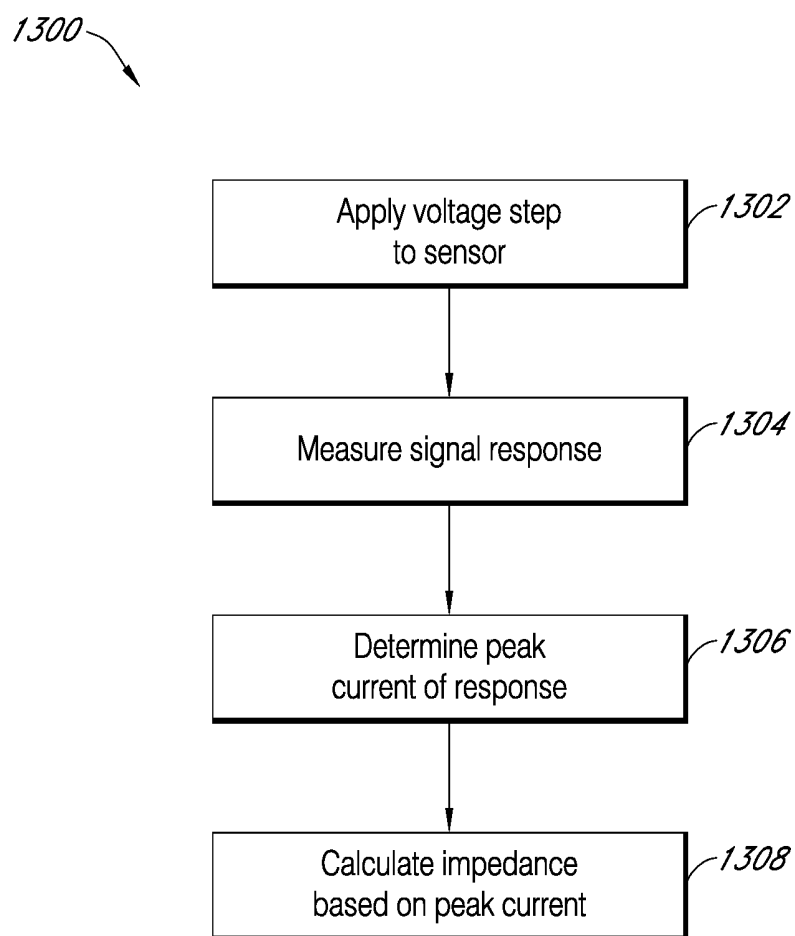 1300
Apply voltage step
to sensor
1302
Measure signal response
1304
Determine peak
current of response
1306
Calculate impedance
based on peak current
1308